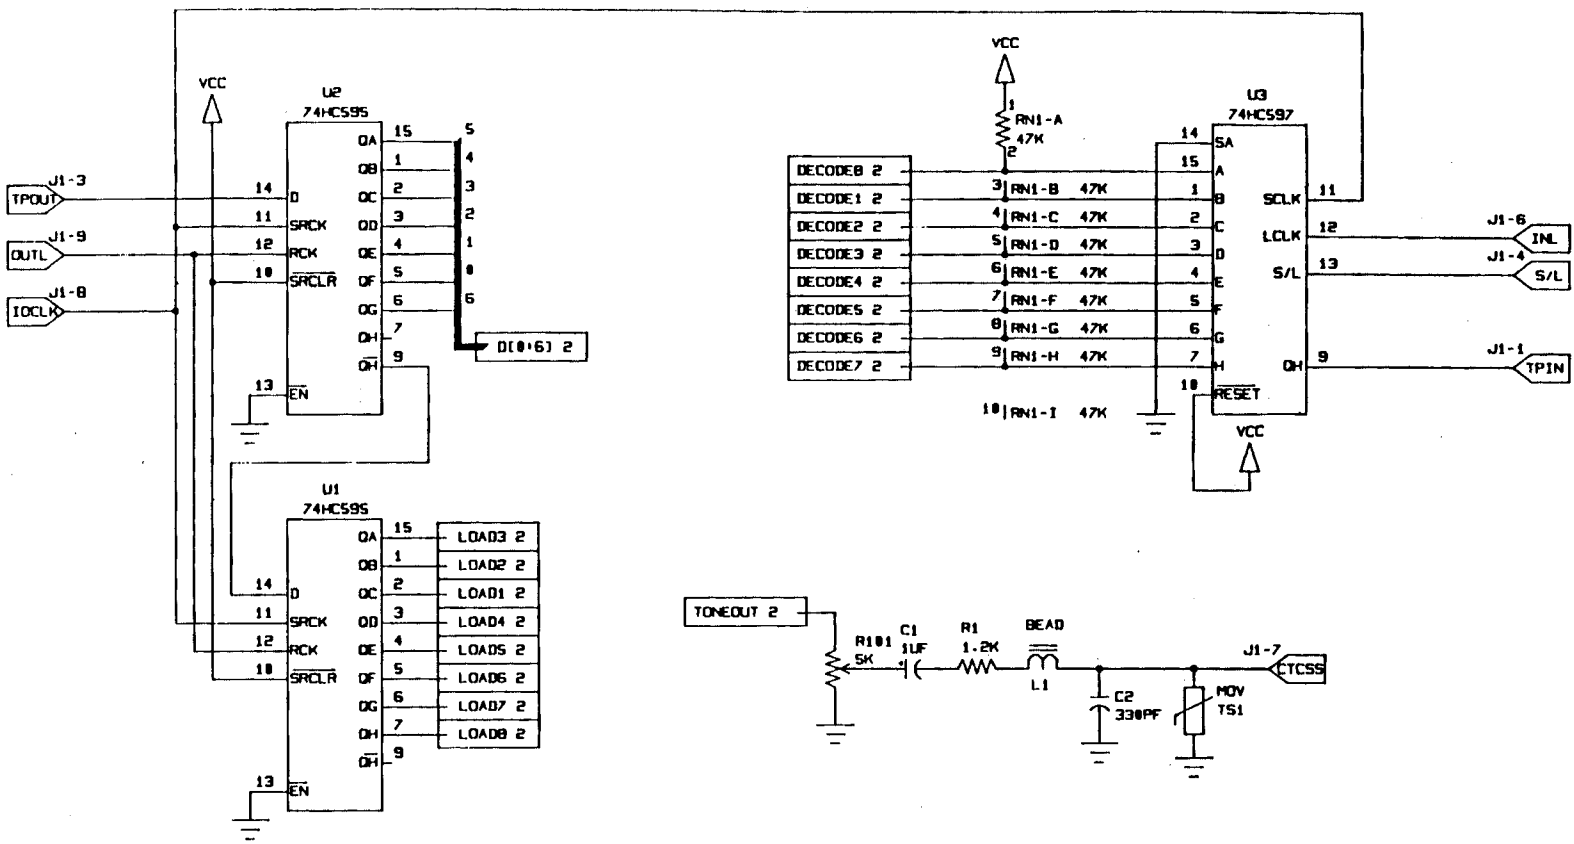 VCC
U2
74HC595
QA 15 5
QB 1 4
QC 2 3
QD 3 2
QE 4 1
QF 5 0
QG 6 6
QH 7
QH 9
D[0:6] 2
J1-3
TPOUT
14 D
11 SRCK
J1-9
OUTL
12 RCK
10 SRCLR
J1-8
IOCLK
13 EN
U1
74HC595
QA 15 LOAD3 2
QB 1 LOAD2 2
14 D QC 2 LOAD1 2
11 SRCK QD 3 LOAD4 2
12 RCK QE 4 LOAD5 2
10 SRCLR QF 5 LOAD6 2
QG 6 LOAD7 2
QH 7 LOAD8 2
QH 9
13 EN
VCC
1
RN1-A
47K
2
U3
74HC597
14 SA
DECODE0 2 15 A
DECODE1 2 3 RN1-B 47K 1 B
DECODE2 2 4 RN1-C 47K 2 C
DECODE3 2 5 RN1-D 47K 3 D
DECODE4 2 6 RN1-E 47K 4 E
DECODE5 2 7 RN1-F 47K 5 F
DECODE6 2 8 RN1-G 47K 6 G
DECODE7 2 9 RN1-H 47K 7 H
10 RESET
10 RN1-I 47K
SCLK 11
LCLK 12
J1-6
INL
S/L 13
J1-4
S/L
QH 9
J1-1
TPIN
VCC
TONEOUT 2
R101
5K
C1
1UF
R1
1.2K
BEAD
L1
C2
330PF
MOV
TS1
J1-7
CTCSS